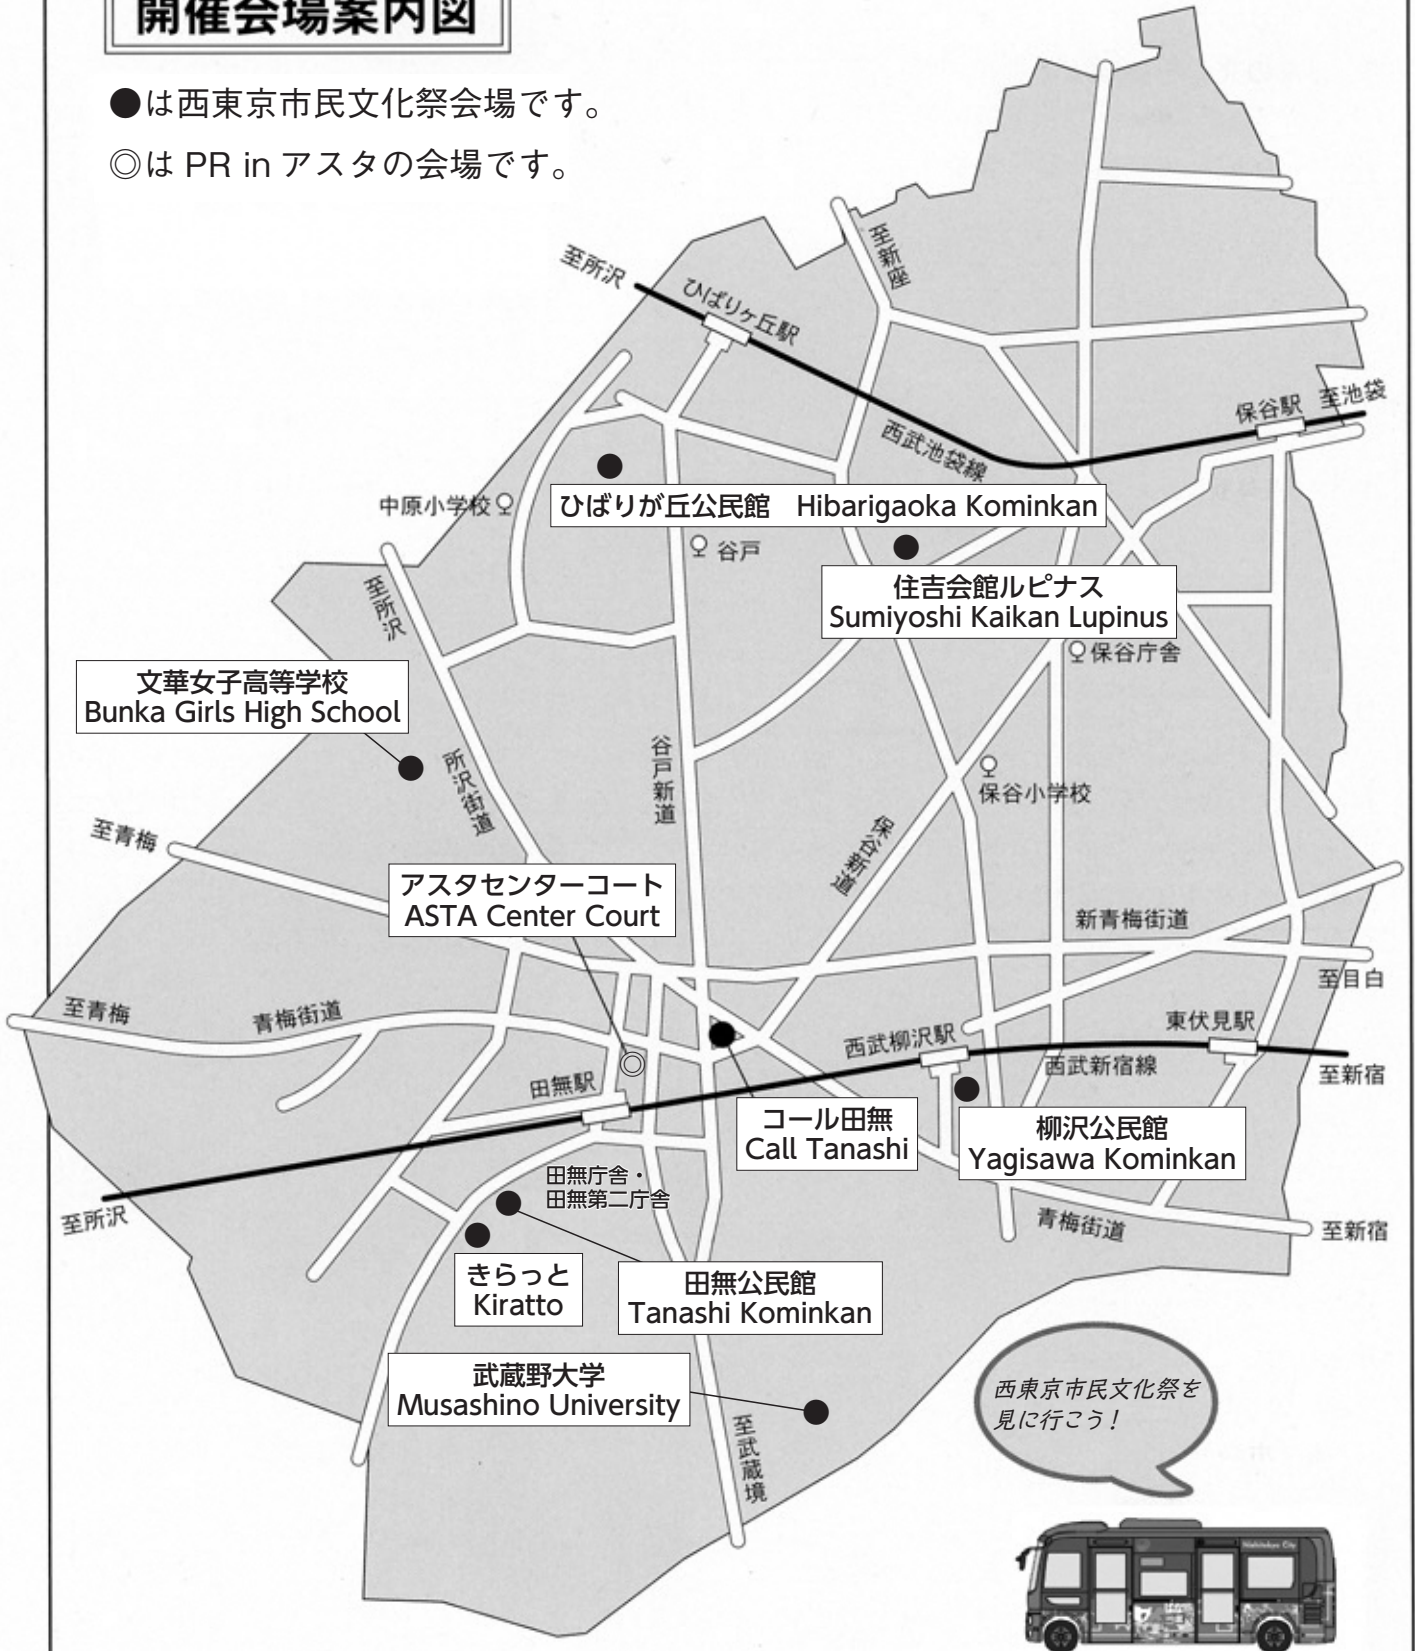 開催会場案内図
●は西東京市民文化祭会場です。
◎は PR in アスタの会場です。
至新座
至所沢
ひばりヶ丘駅
保谷駅
至池袋
西武池袋線
中原小学校
ひばりが丘公民館 Hibarigaoka Kominkan
谷戸
住吉会館ルピナス
Sumiyoshi Kaikan Lupinus
至所沢
保谷庁舎
文華女子高等学校
Bunka Girls High School
所沢街道
谷戸新道
保谷小学校
保谷新道
至青梅
アスタセンターコート
ASTA Center Court
新青梅街道
至目白
至青梅
青梅街道
西武柳沢駅
東伏見駅
西武新宿線
至新宿
田無駅
コール田無
Call Tanashi
柳沢公民館
Yagisawa Kominkan
田無庁舎・
田無第二庁舎
至所沢
青梅街道
至新宿
きらっと
Kiratto
田無公民館
Tanashi Kominkan
武蔵野大学
Musashino University
至武蔵境
西東京市民文化祭を
見に行こう！
Nishitokyo City